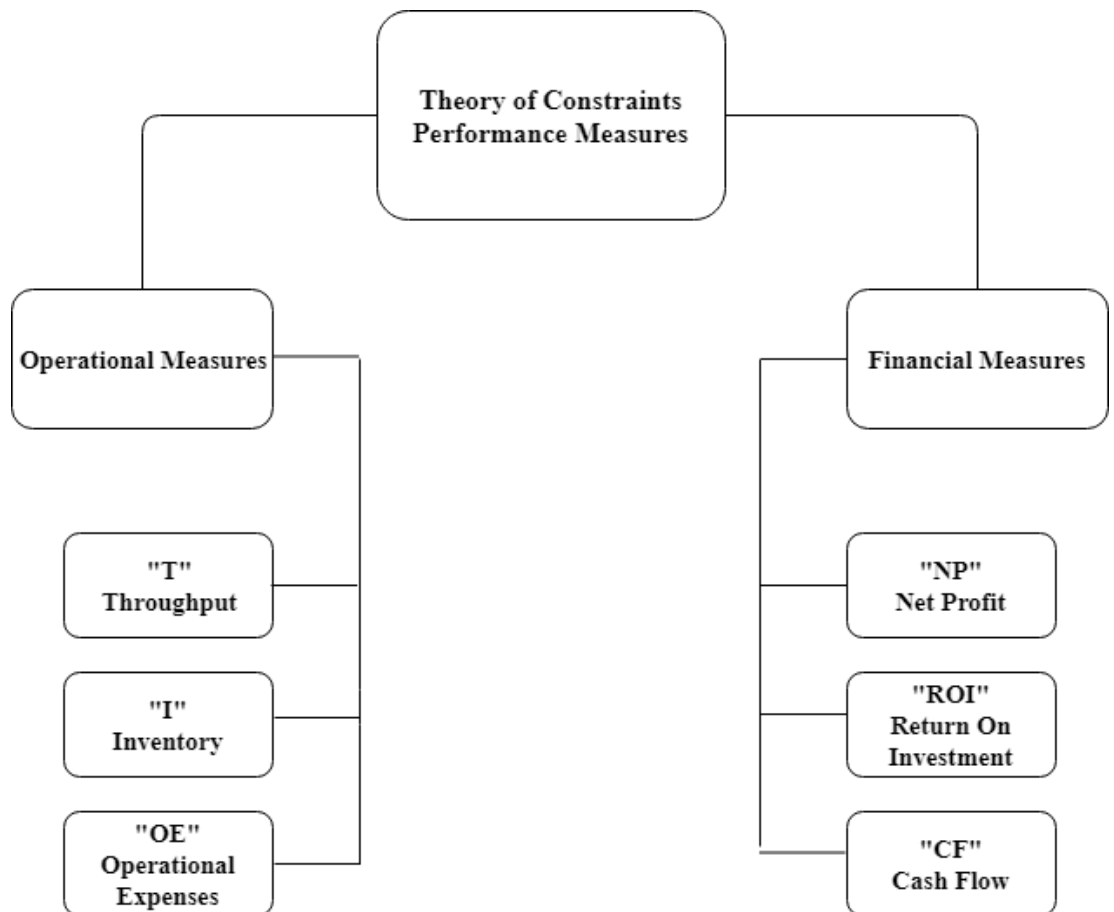 Theory of Constraints
Performance Measures
Operational Measures
Financial Measures
"T"
Throughput
"I"
Inventory
"OE"
Operational
Expenses
"NP"
Net Profit
"ROI"
Return On
Investment
"CF"
Cash Flow